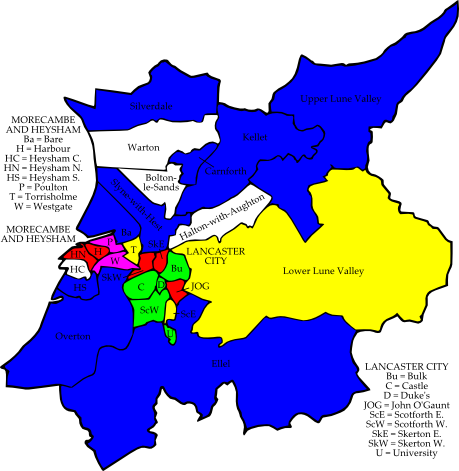 Silverdale
Upper Lune Valley
MORECAMBE
AND HEYSHAM
Ba = Bare
H = Harbour
HC = Heysham C.
HN = Heysham N.
HS = Heysham S.
P = Poulton
T = Torrisholme
W = Westgate
Warton
Kellet
Carnforth
Bolton-
le-Sands
Slyne-with-Hest
Halton-with-Aughton
MORECAMBE
AND HEYSHAM
Ba
P
H
HN
T
SkE
W
HC
LANCASTER
CITY
Bu
Lower Lune Valley
SkW
HS
C
D
JOG
ScW
ScE
U
Overton
Ellel
LANCASTER CITY
Bu = Bulk
C = Castle
D = Duke's
JOG = John O'Gaunt
ScE = Scotforth E.
ScW = Scotforth W.
SkE = Skerton E.
SkW = Skerton W.
U = University